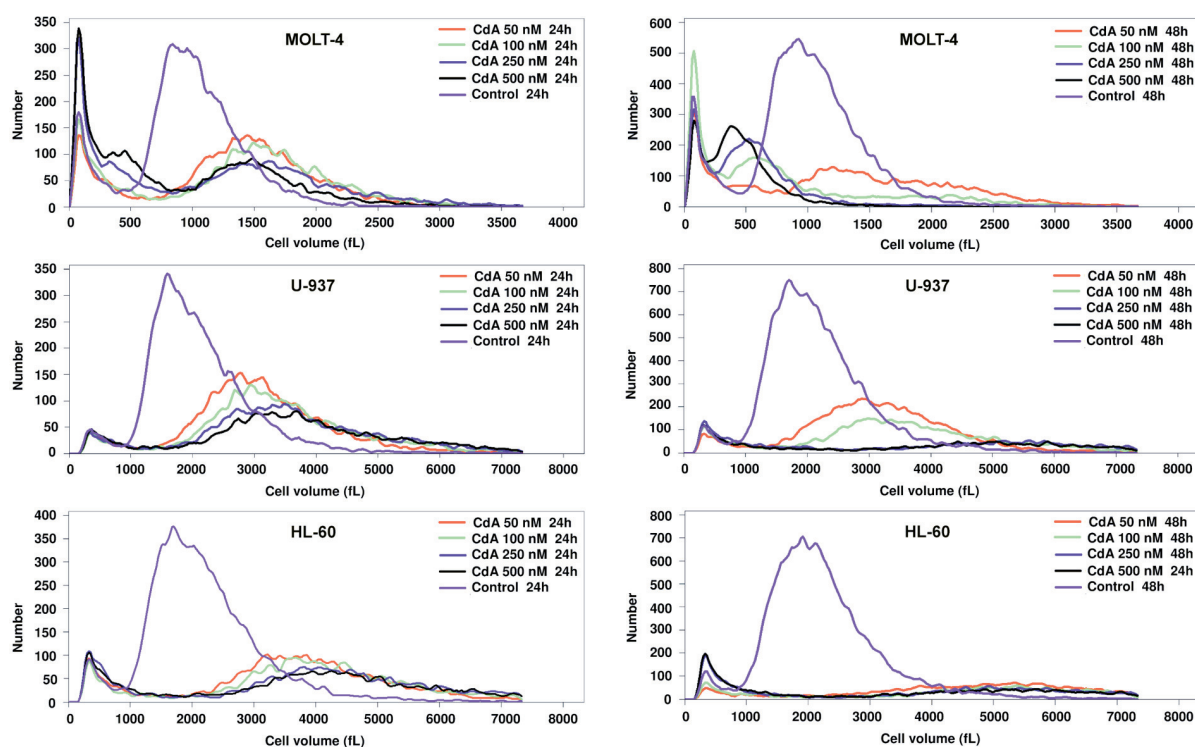 MOLT-4
CdA 50 nM 24h
CdA 100 nM 24h
CdA 250 nM 24h
CdA 500 nM 24h
Control 24h
Number
350
300
250
200
150
100
50
0
0 500 1000 1500 2000 2500 3000 3500 4000
Cell volume (fL)
MOLT-4
CdA 50 nM 48h
CdA 100 nM 48h
CdA 250 nM 48h
CdA 500 nM 48h
Control 48h
Number
600
500
400
300
200
100
0
0 500 1000 1500 2000 2500 3000 3500 4000
Cell volume (fL)
U-937
CdA 50 nM 24h
CdA 100 nM 24h
CdA 250 nM 24h
CdA 500 nM 24h
Control 24h
Number
350
300
250
200
150
100
50
0
0 1000 2000 3000 4000 5000 6000 7000 8000
Cell volume (fL)
U-937
CdA 50 nM 48h
CdA 100 nM 48h
CdA 250 nM 48h
CdA 500 nM 48h
Control 48h
Number
800
700
600
500
400
300
200
100
0
0 1000 2000 3000 4000 5000 6000 7000 8000
Cell volume (fL)
HL-60
CdA 50 nM 24h
CdA 100 nM 24h
CdA 250 nM 24h
CdA 500 nM 24h
Control 24h
Number
400
350
300
250
200
150
100
50
0
0 1000 2000 3000 4000 5000 6000 7000 8000
Cell volume (fL)
HL-60
CdA 50 nM 48h
CdA 100 nM 48h
CdA 250 nM 48h
CdA 500 nM 24h
Control 48h
Number
800
700
600
500
400
300
200
100
0
0 1000 2000 3000 4000 5000 6000 7000 8000
Cell volume (fL)